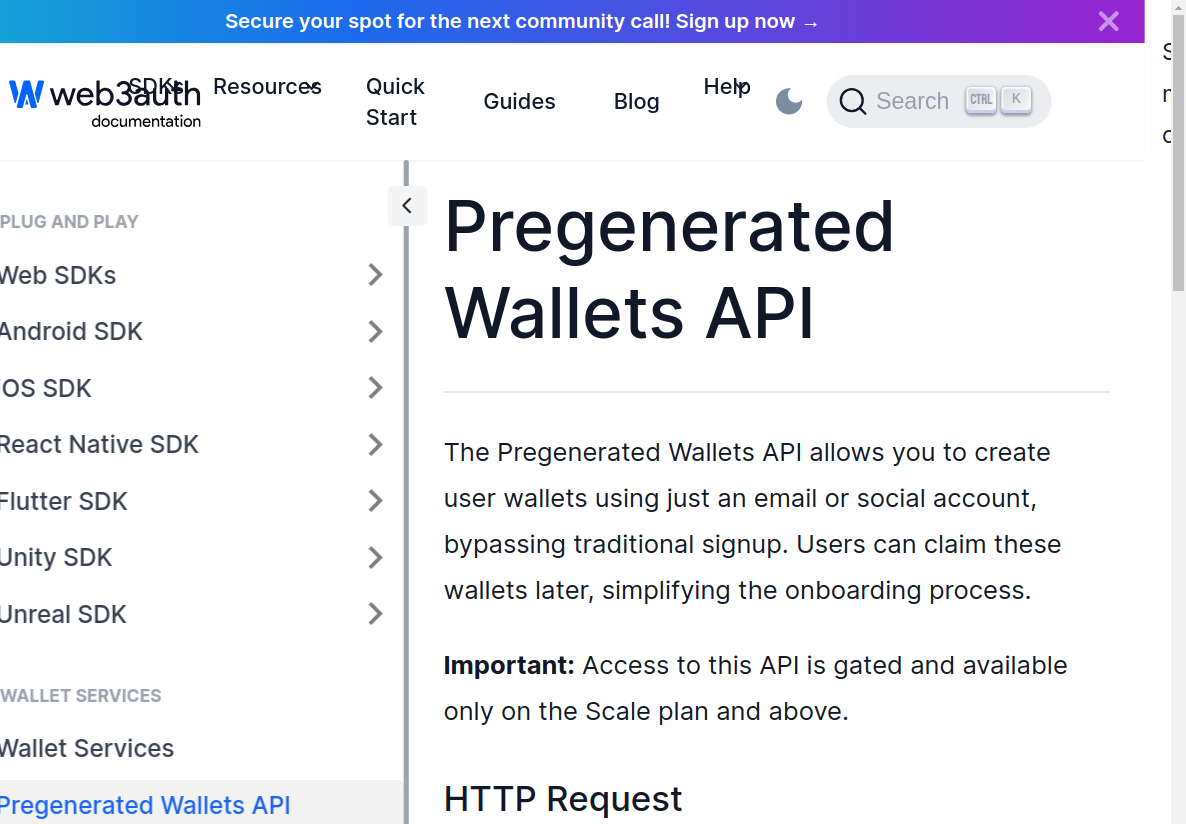 Secure your spot for the next community call! Sign up now →
web3auth
documentation
SDKs
Resources
Quick
Start
Guides
Blog
Help
Search
CTRL
K
PLUG AND PLAY
Web SDKs
Android SDK
iOS SDK
React Native SDK
Flutter SDK
Unity SDK
Unreal SDK
WALLET SERVICES
Wallet Services
Pregenerated Wallets API
Pregenerated
Wallets API
The Pregenerated Wallets API allows you to create
user wallets using just an email or social account,
bypassing traditional signup. Users can claim these
wallets later, simplifying the onboarding process.
Important: Access to this API is gated and available
only on the Scale plan and above.
HTTP Request